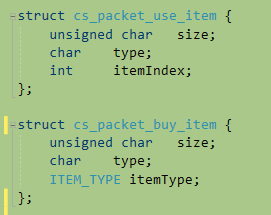 struct cs_packet_use_item {
    unsigned char   size;
    char    type;
    int     itemIndex;
};

struct cs_packet_buy_item {
    unsigned char   size;
    char    type;
    ITEM_TYPE itemType;
};